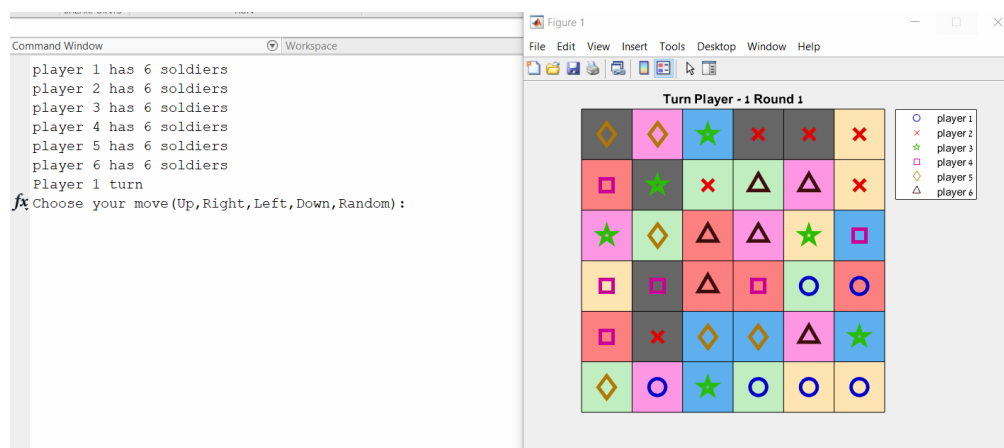 Command Window
Workspace
player 1 has 6 soldiers
player 2 has 6 soldiers
player 3 has 6 soldiers
player 4 has 6 soldiers
player 5 has 6 soldiers
player 6 has 6 soldiers
Player 1 turn
fx Choose your move(Up,Right,Left,Down,Random):
Figure 1
File Edit View Insert Tools Desktop Window Help
Turn Player - 1 Round 1
player 1
player 2
player 3
player 4
player 5
player 6